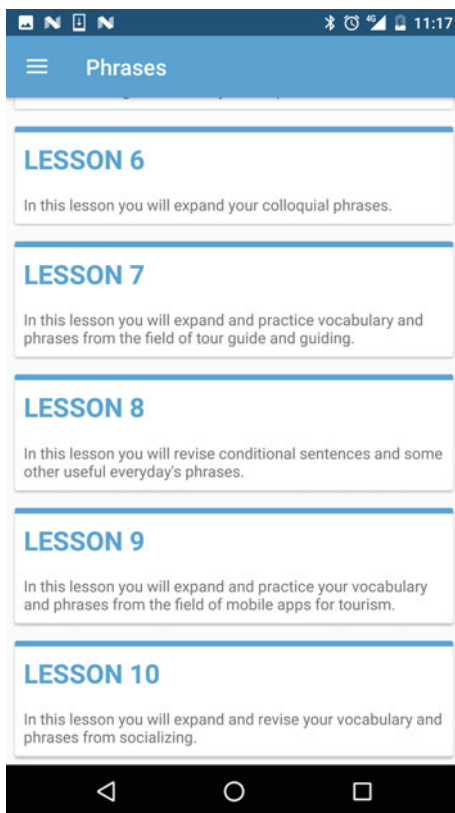 11:17
Phrases
LESSON 6
In this lesson you will expand your colloquial phrases.
LESSON 7
In this lesson you will expand and practice vocabulary and
phrases from the field of tour guide and guiding.
LESSON 8
In this lesson you will revise conditional sentences and some
other useful everyday's phrases.
LESSON 9
In this lesson you will expand and practice your vocabulary
and phrases from the field of mobile apps for tourism.
LESSON 10
In this lesson you will expand and revise your vocabulary and
phrases from socializing.